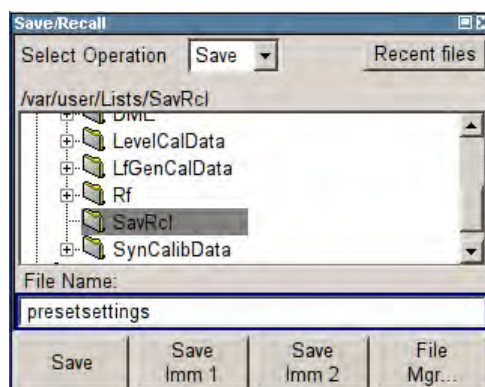 Save/Recall
Select Operation Save Recent files
/var/user/Lists/SavRcl
DME
LevelCalData
LfGenCalData
Rf
SavRcl
SynCalibData
File Name:
presetsettings
Save
Save Imm 1
Save Imm 2
File Mgr...